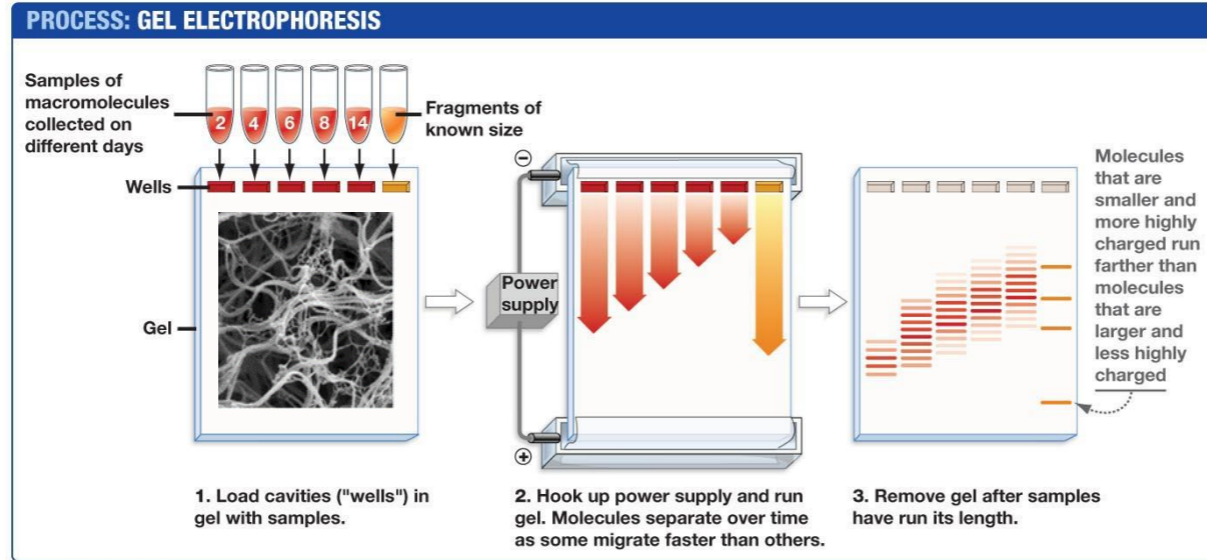 PROCESS: GEL ELECTROPHORESIS
Samples of
macromolecules
collected on
different days
2 4 6 8 14
Fragments of
known size
Wells
Gel
−
Power
supply
+
Molecules
that are
smaller and
more highly
charged run
farther than
molecules
that are
larger and
less highly
charged
1. Load cavities ("wells") in
gel with samples.
2. Hook up power supply and run
gel. Molecules separate over time
as some migrate faster than others.
3. Remove gel after samples
have run its length.